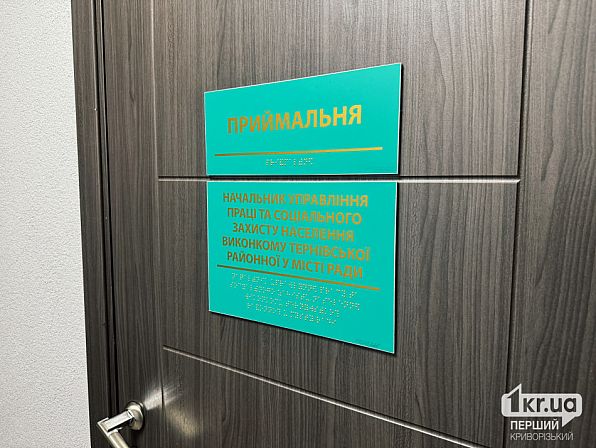 ПРИЙМАЛЬНЯ
НАЧАЛЬНИК УПРАВЛІННЯ
ПРАЦІ ТА СОЦІАЛЬНОГО
ЗАХИСТУ НАСЕЛЕННЯ
ВИКОНКОМУ ТЕРНІВСЬКОЇ
РАЙОННОЇ У МІСТІ РАДИ
1kr.ua
ПЕРШИЙ
КРИВОРІЗЬКИЙ